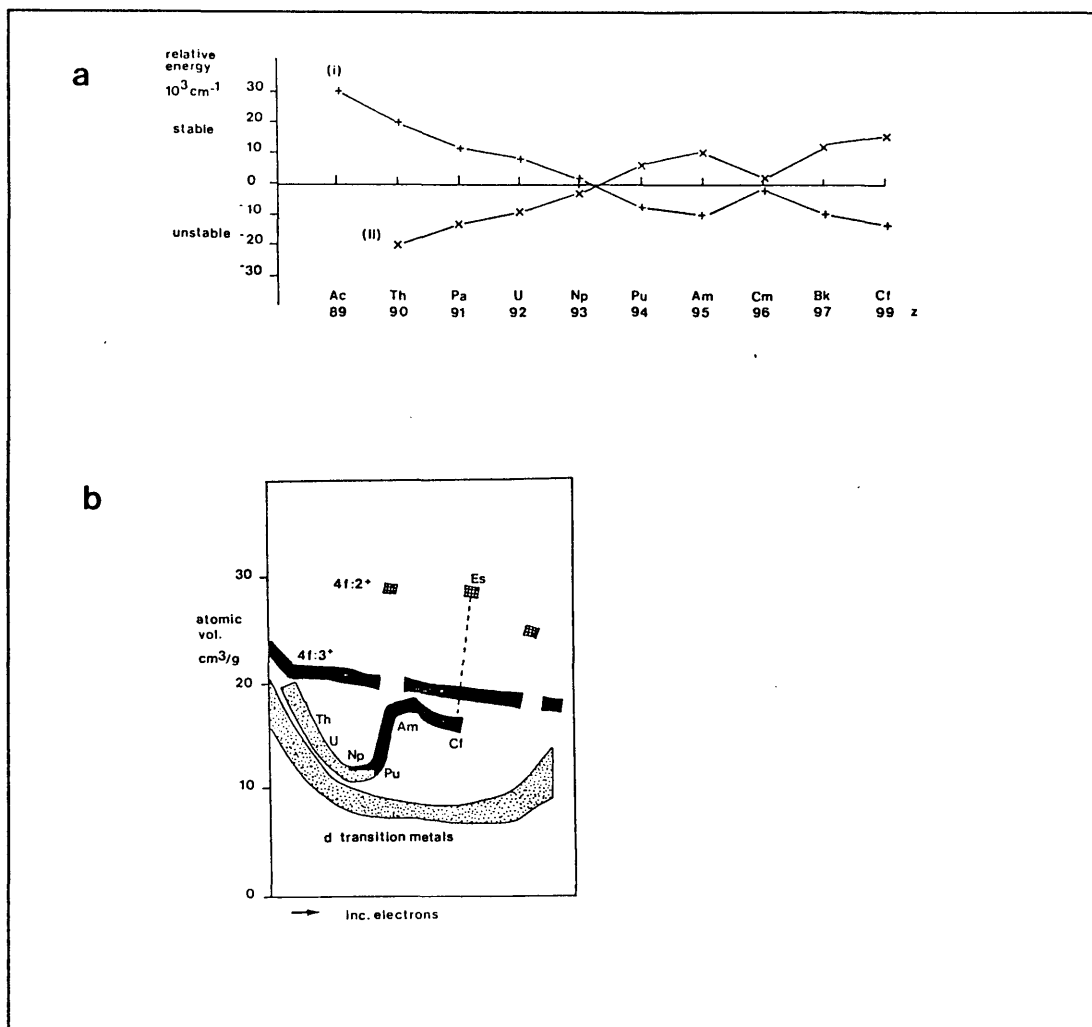 a
relative
energy
10³cm⁻¹
stable
unstable
30
20
10
0
-10
-20
-30
(i)
(II)
Ac Th Pa U Np Pu Am Cm Bk Cf
89 90 91 92 93 94 95 96 97 99 z
b
atomic
vol.
cm³/g
30
20
10
0
4f:2⁺
Es
4f:3⁺
Th
U
Np
Pu
Am
Cf
d transition metals
inc. electrons